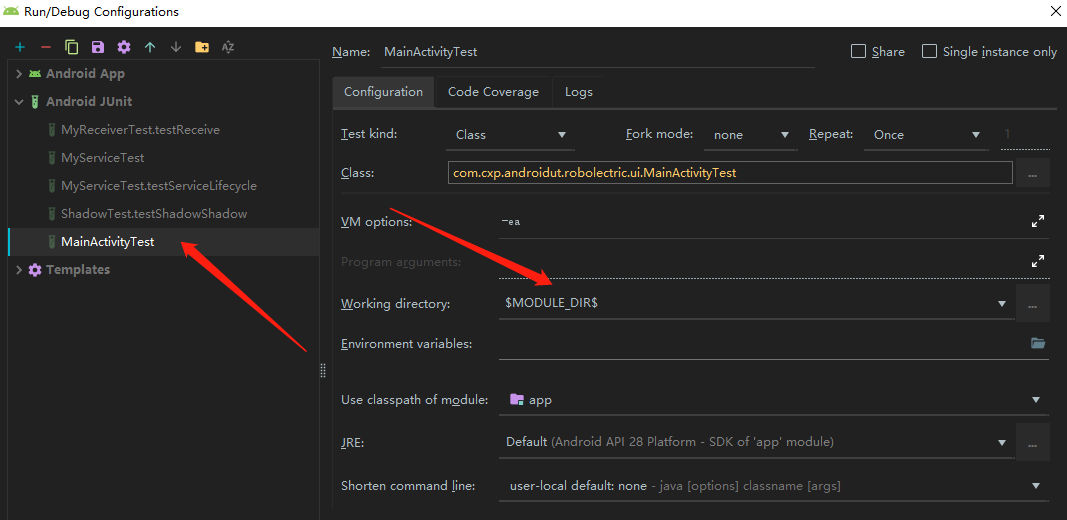 Run/Debug Configurations
Android App
Android JUnit
MyReceiverTest.testReceive
MyServiceTest
MyServiceTest.testServiceLifecycle
ShadowTest.testShadowShadow
MainActivityTest
Templates
Name: MainActivityTest
Share
Single instance only
Configuration Code Coverage Logs
Test kind: Class Fork mode: none Repeat: Once 1
Class: com.cxp.androidut.robolectric.ui.MainActivityTest ...
VM options: -ea
Program arguments:
Working directory: $MODULE_DIR$ ...
Environment variables:
Use classpath of module: app
JRE: Default (Android API 28 Platform - SDK of 'app' module) ...
Shorten command line: user-local default: none - java [options] classname [args]